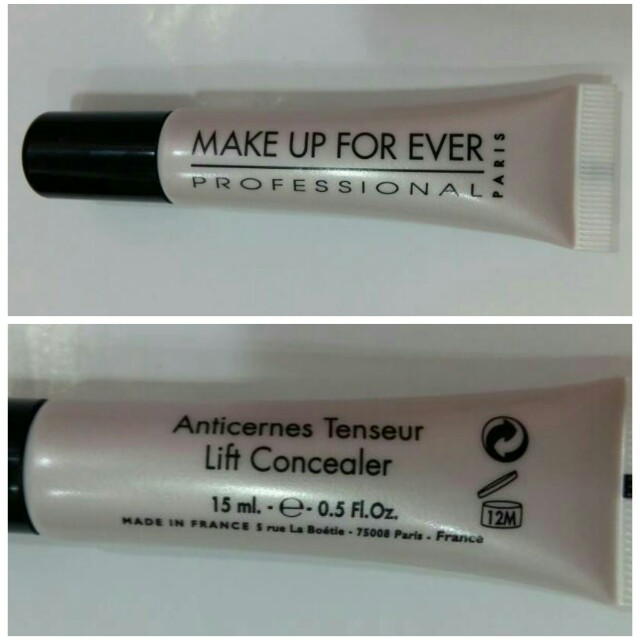 MAKE UP FOR EVER
PROFESSIONAL
PARIS
Anticernes Tenseur
Lift Concealer
15 ml. - e - 0.5 Fl.Oz.
MADE IN FRANCE 5 rue La Boëtie - 75008 Paris - France
12M